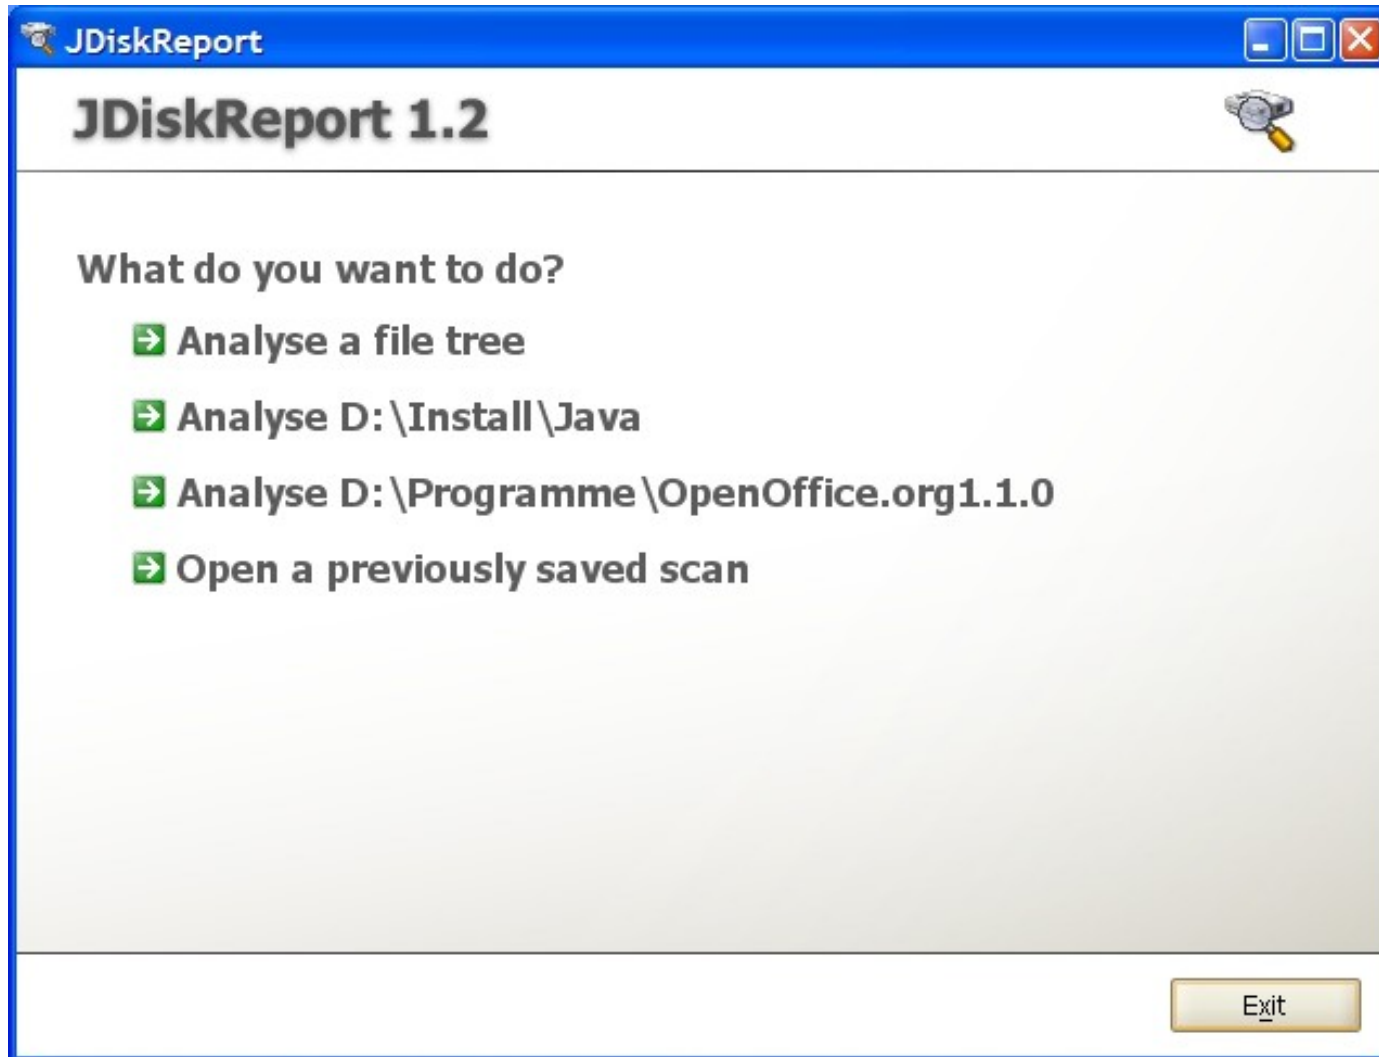 JDiskReport
JDiskReport 1.2
What do you want to do?
Analyse a file tree
Analyse D:\Install\Java
Analyse D:\Programme\OpenOffice.org1.1.0
Open a previously saved scan
Exit